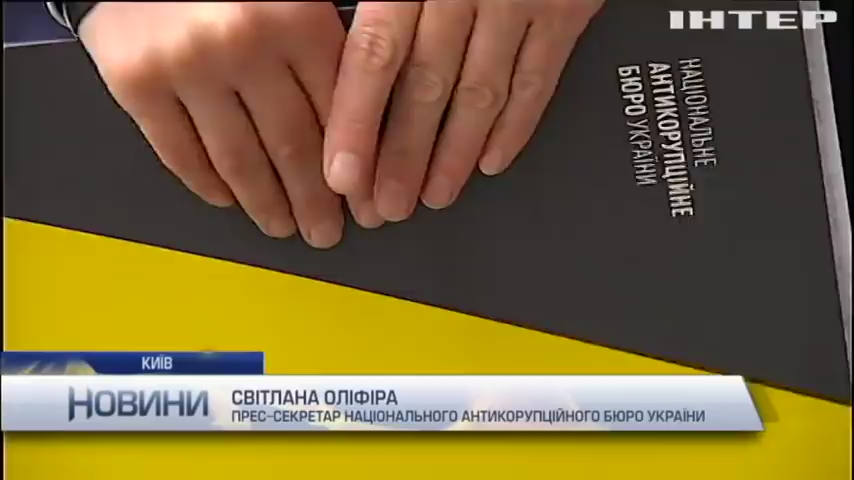 ІНТЕР
НАЦІОНАЛЬНЕ
АНТИКОРУПЦІЙНЕ
БЮРО УКРАЇНИ
КИЇВ
НОВИНИ
СВІТЛАНА ОЛІФІРА
ПРЕС-СЕКРЕТАР НАЦІОНАЛЬНОГО АНТИКОРУПЦІЙНОГО БЮРО УКРАЇНИ